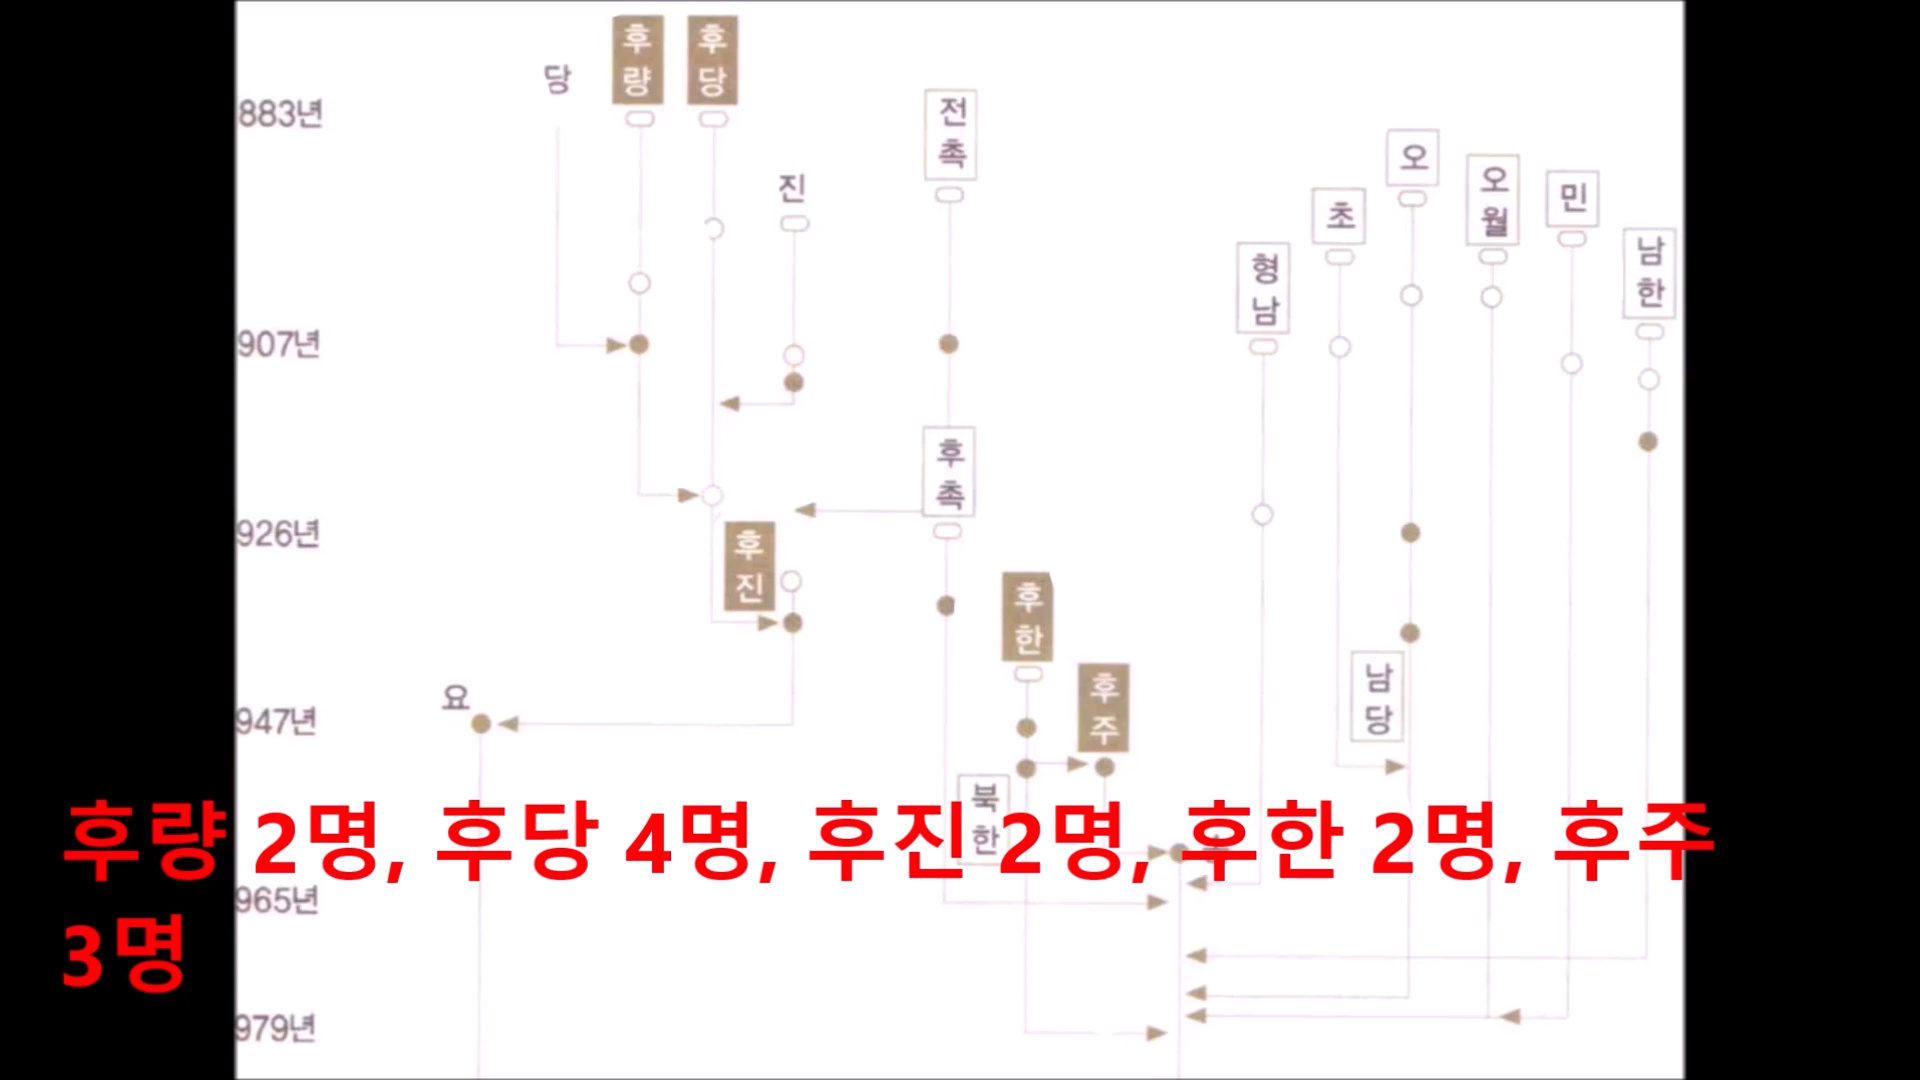 후량
후당
당
883년
전촉
진
오
오월
민
초
남한
형남
907년
후촉
926년
후진
후한
후주
남당
요
947년
북한
후량 2명, 후당 4명, 후진 2명, 후한 2명, 후주
3명
965년
979년